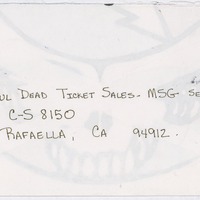 UL DEAD TICKET SALES- MSG- SE
C-S 8150
RAFAELLA, CA 94912.